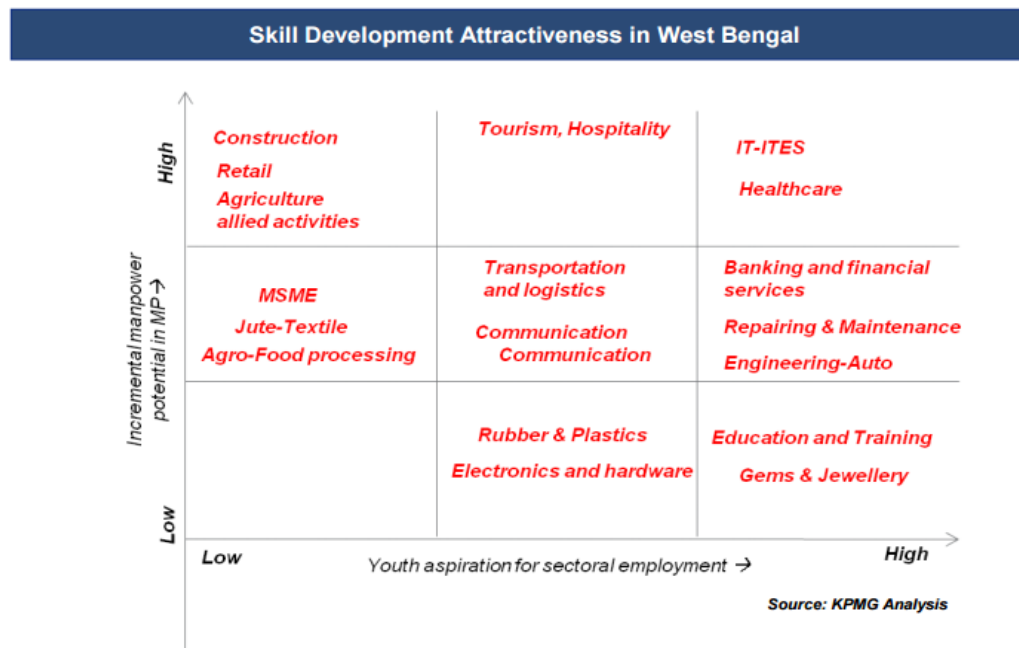 Skill Development Attractiveness in West Bengal
High
Incremental manpower
potential in MP →
Low
Construction
Retail
Agriculture
allied activities
Tourism, Hospitality
IT-ITES
Healthcare
MSME
Jute-Textile
Agro-Food processing
Transportation
and logistics
Communication
Communication
Banking and financial
services
Repairing & Maintenance
Engineering-Auto
Rubber & Plastics
Electronics and hardware
Education and Training
Gems & Jewellery
Low
Youth aspiration for sectoral employment →
High
Source: KPMG Analysis